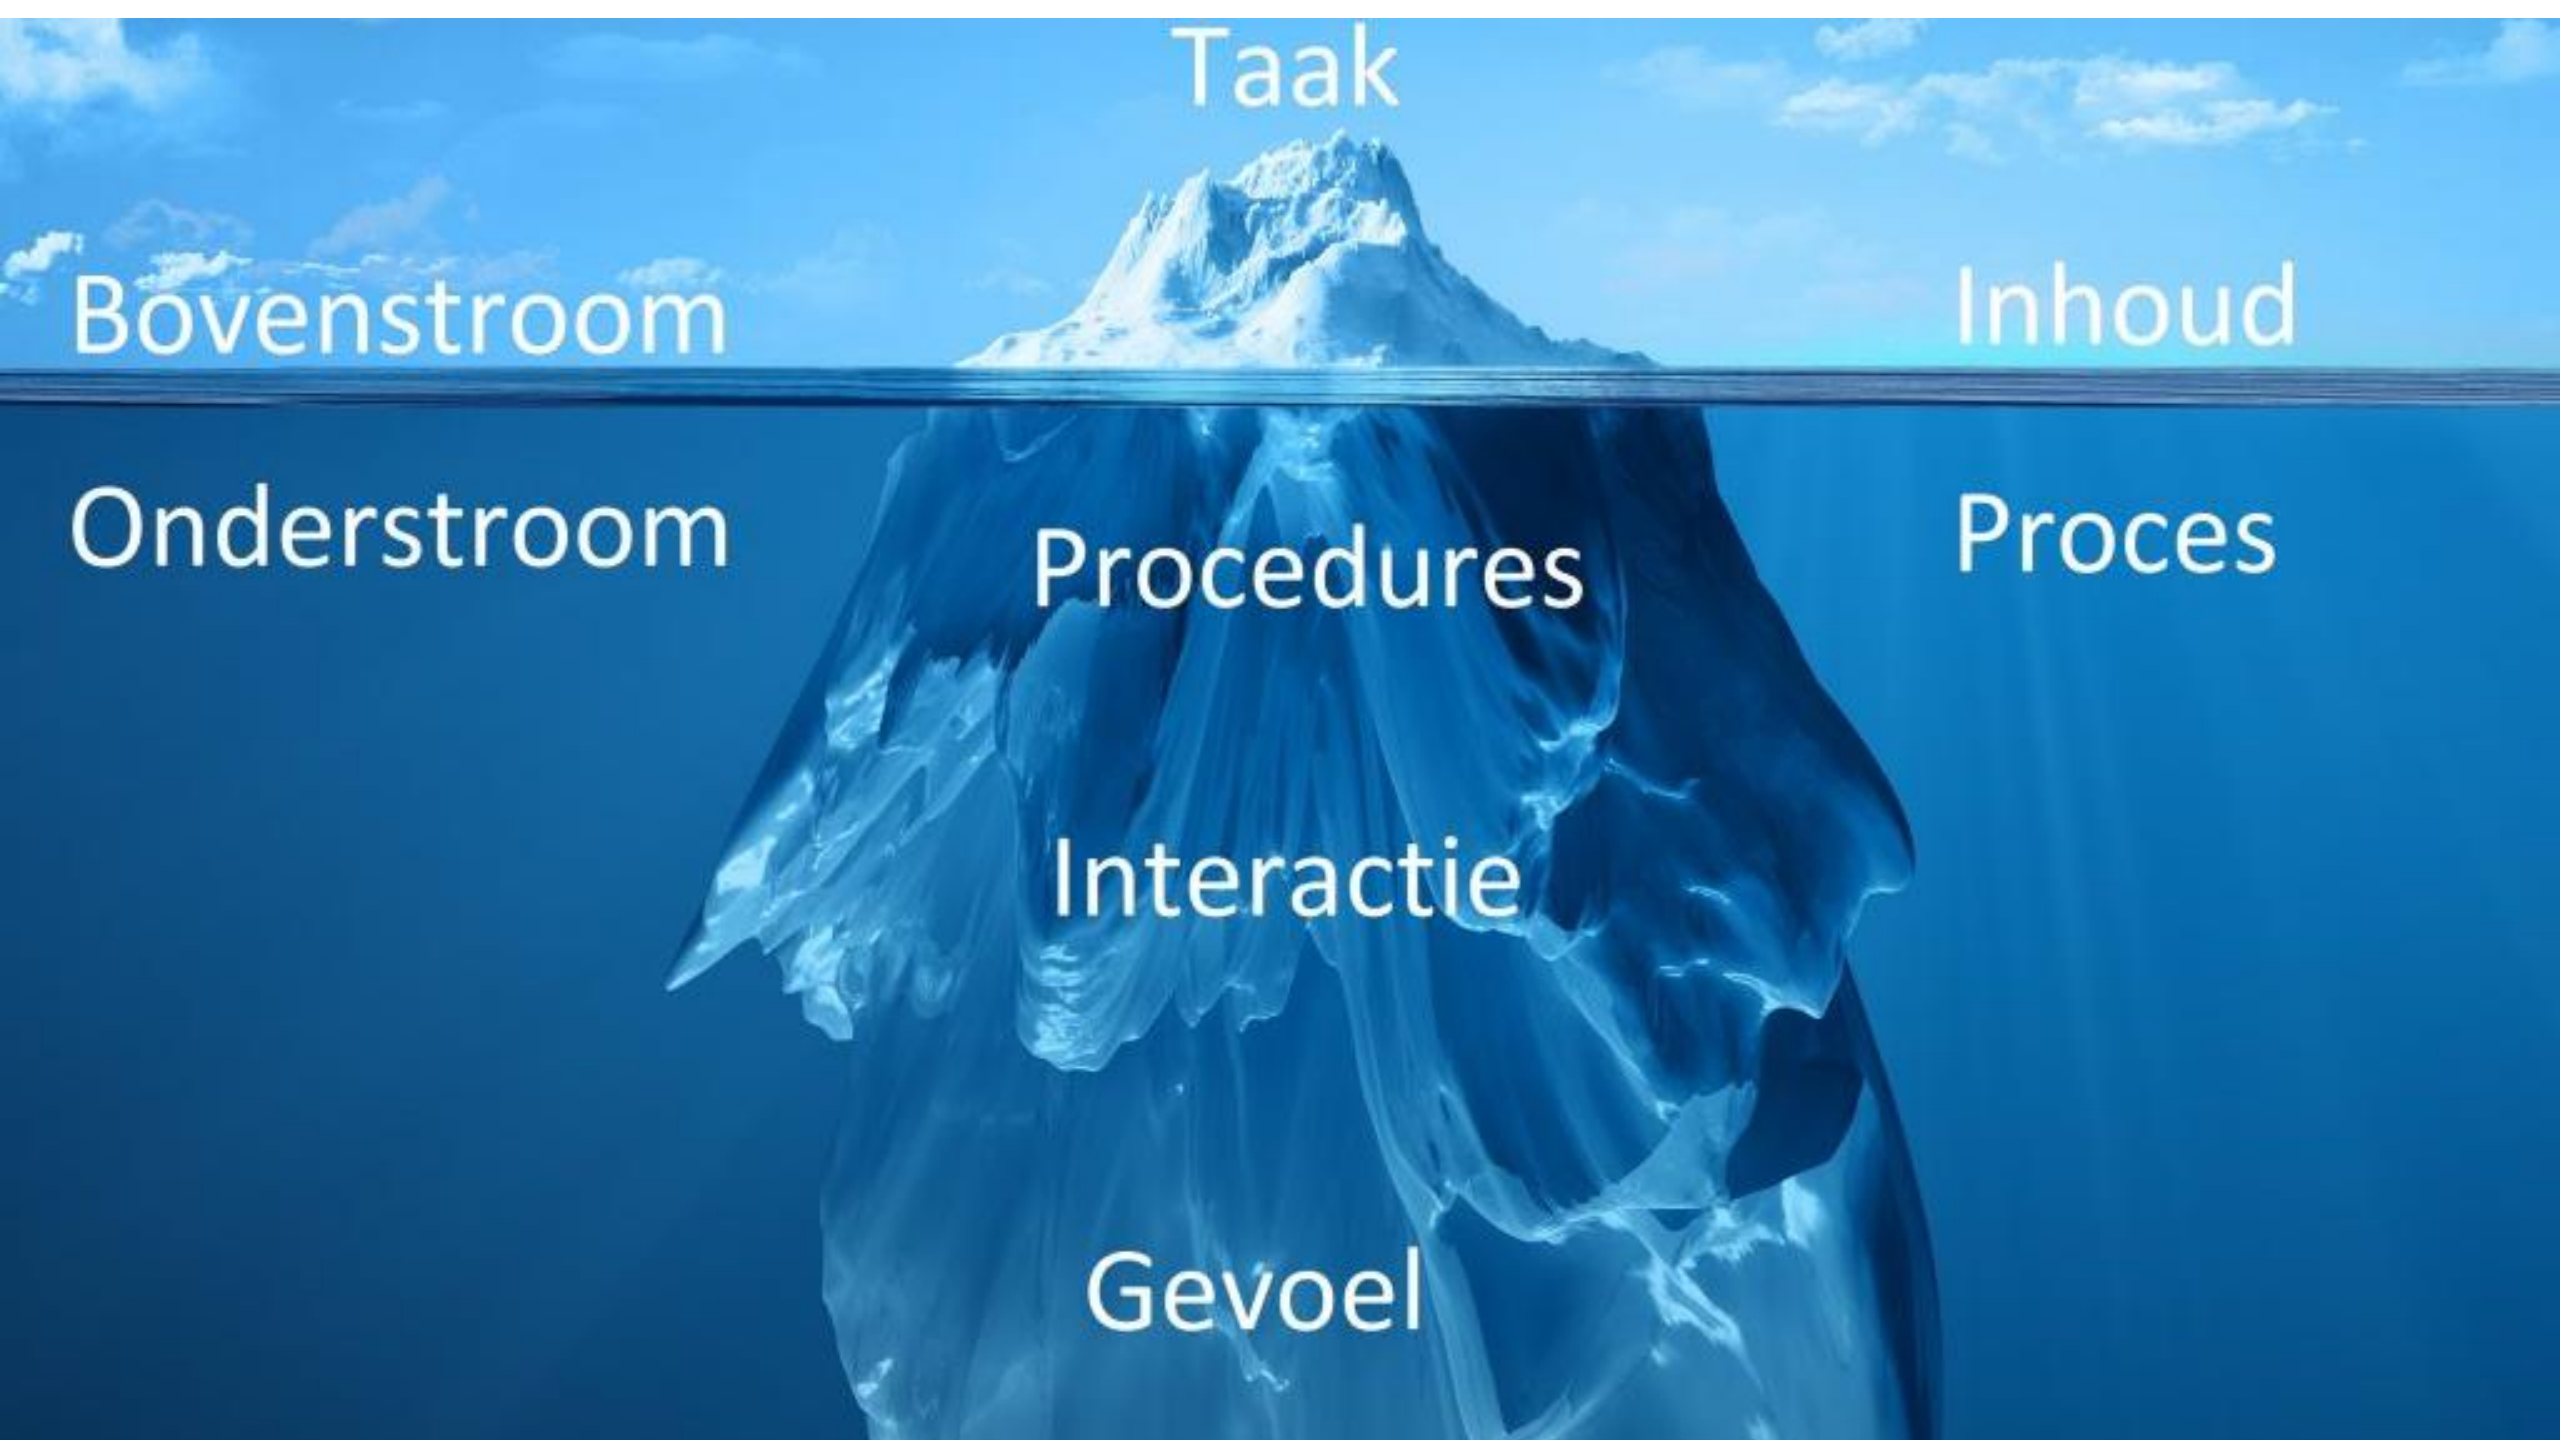 Taak
Bovenstroom
Inhoud
Onderstroom
Procedures
Proces
Interactie
Gevoel